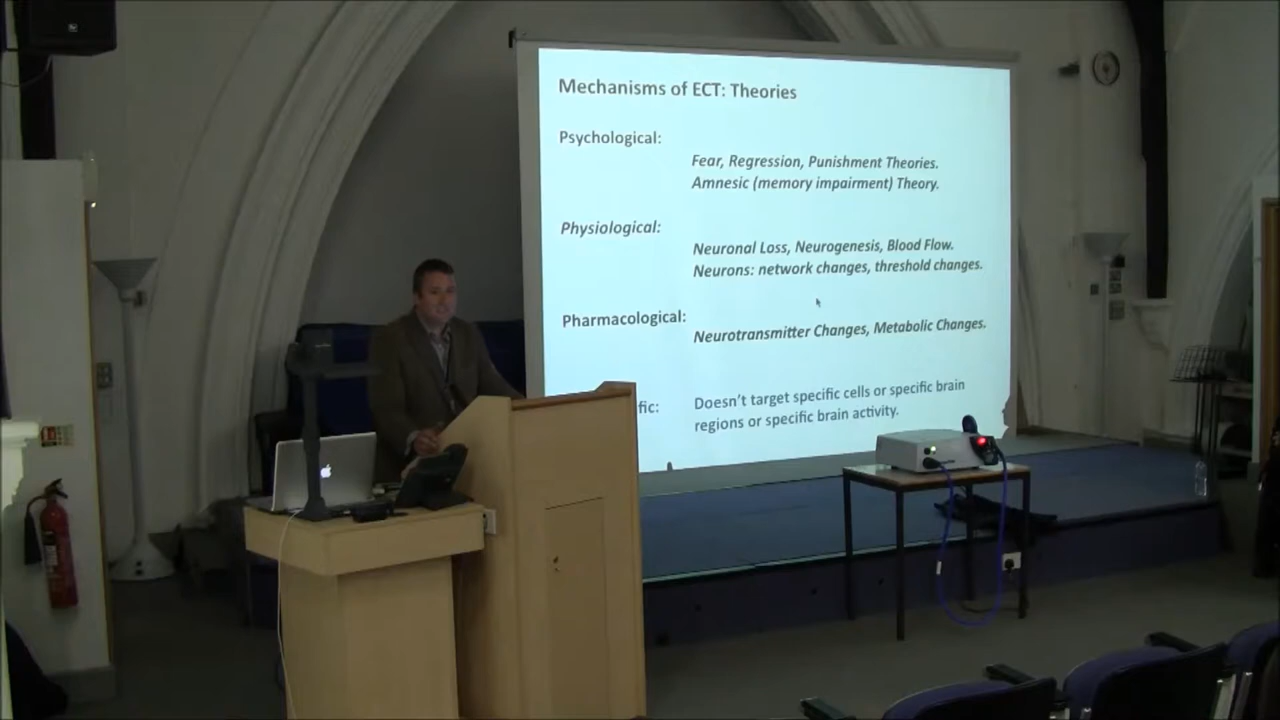 Mechanisms of ECT: Theories
Psychological:
Fear, Regression, Punishment Theories.
Amnesic (memory impairment) Theory.
Physiological:
Neuronal Loss, Neurogenesis, Blood Flow.
Neurons: network changes, threshold changes.
Pharmacological:
Neurotransmitter Changes, Metabolic Changes.
fic: Doesn't target specific cells or specific brain
regions or specific brain activity.